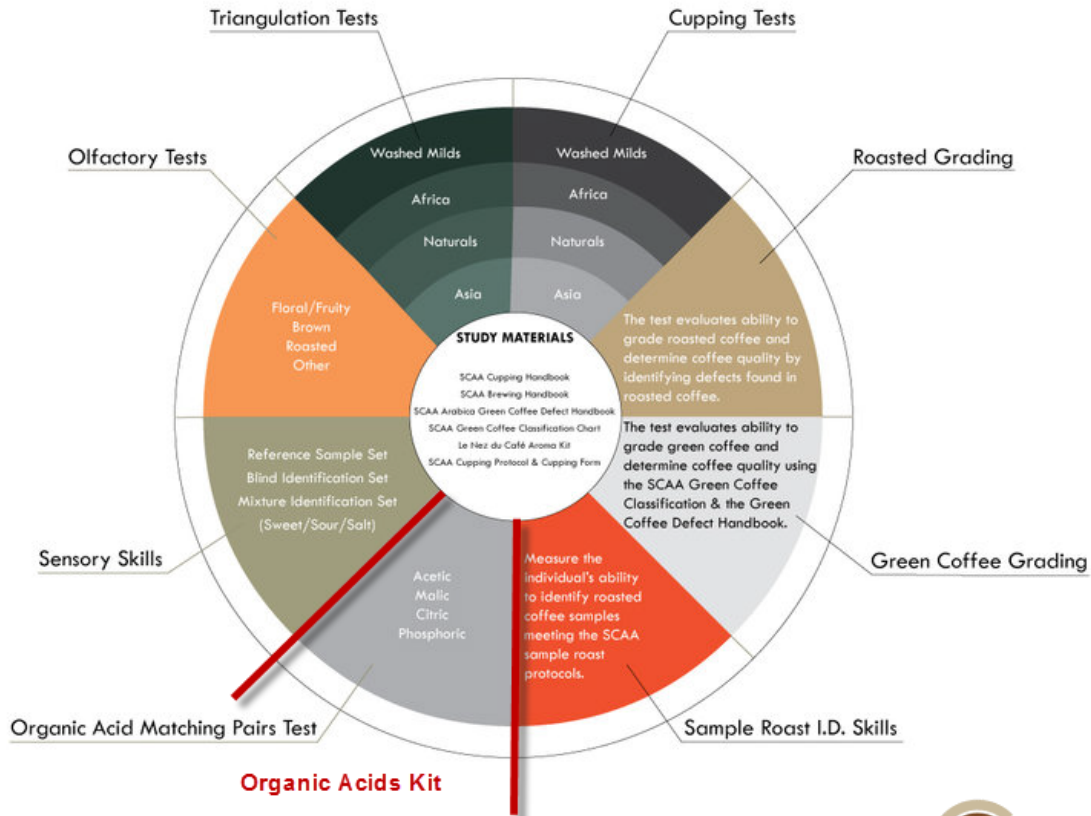 Triangulation Tests
Cupping Tests
Olfactory Tests
Roasted Grading
Washed Milds
Africa
Naturals
Asia
Washed Milds
Africa
Naturals
Asia
Floral/Fruity
Brown
Roasted
Other
The test evaluates ability to
grade roasted coffee and
determine coffee quality by
identifying defects found in
roasted coffee.
STUDY MATERIALS
SCAA Cupping Handbook
SCAA Brewing Handbook
SCAA Arabica Green Coffee Defect Handbook
SCAA Green Coffee Classification Chart
Le Nez du Café Aroma Kit
SCAA Cupping Protocol & Cupping Form
The test evaluates ability to
grade green coffee and
determine coffee quality using
the SCAA Green Coffee
Classification & the Green
Coffee Defect Handbook.
Reference Sample Set
Blind Identification Set
Mixture Identification Set
(Sweet/Sour/Salt)
Sensory Skills
Green Coffee Grading
Acetic
Malic
Citric
Phosphoric
Measure the
individual's ability
to identify roasted
coffee samples
meeting the SCAA
sample roast
protocols.
Organic Acid Matching Pairs Test
Sample Roast I.D. Skills
Organic Acids Kit